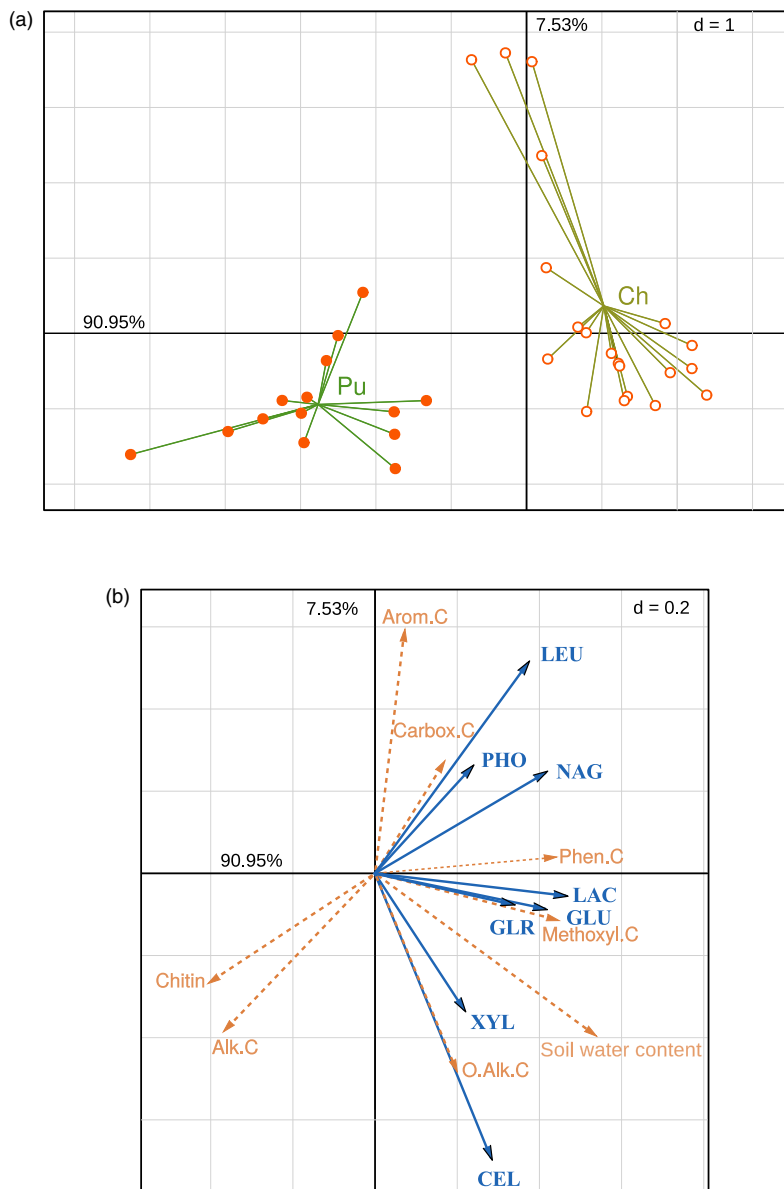 (a)
7.53%
d = 1
Ch
90.95%
Pu
(b)
7.53%
d = 0.2
Arom.C
LEU
Carbox.C
PHO
NAG
90.95%
Phen.C
LAC
GLU
GLR
Methoxyl.C
Chitin
XYL
Alk.C
Soil water content
O.Alk.C
CEL